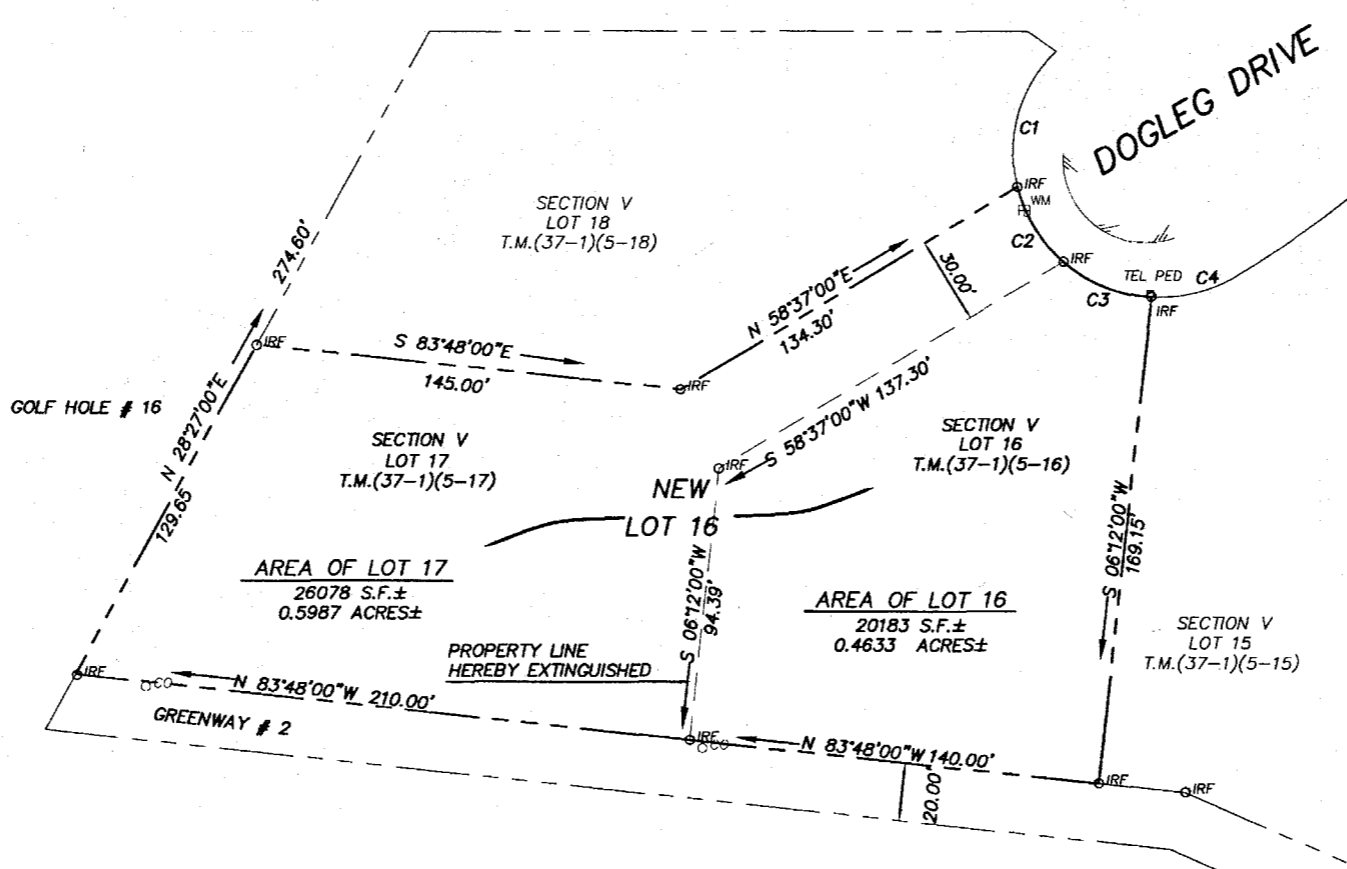 DOGLEG DRIVE
C1
IRF
WM
C2
IRF
TEL PED
C4
C3
IRF
SECTION V
LOT 18
T.M.(37-1)(5-18)
274.60'
30.00'
N 58°37'00"E
134.30'
IRF
S 83°48'00"E
145.00'
IRF
GOLF HOLE # 16
N 28°27'00"E
129.65
SECTION V
LOT 17
T.M.(37-1)(5-17)
S 58°37'00"W 137.30'
IRF
SECTION V
LOT 16
T.M.(37-1)(5-16)
NEW
LOT 16
S 06°12'00"W
169.15'
S 06°12'00"W
94.39'
AREA OF LOT 17
26078 S.F.±
0.5987 ACRES±
AREA OF LOT 16
20183 S.F.±
0.4633 ACRES±
SECTION V
LOT 15
T.M.(37-1)(5-15)
PROPERTY LINE
HEREBY EXTINGUISHED
IRF
CO
N 83°48'00"W 210.00'
GREENWAY # 2
IRF
CO
N 83°48'00"W 140.00'
20.00'
IRF
IRF